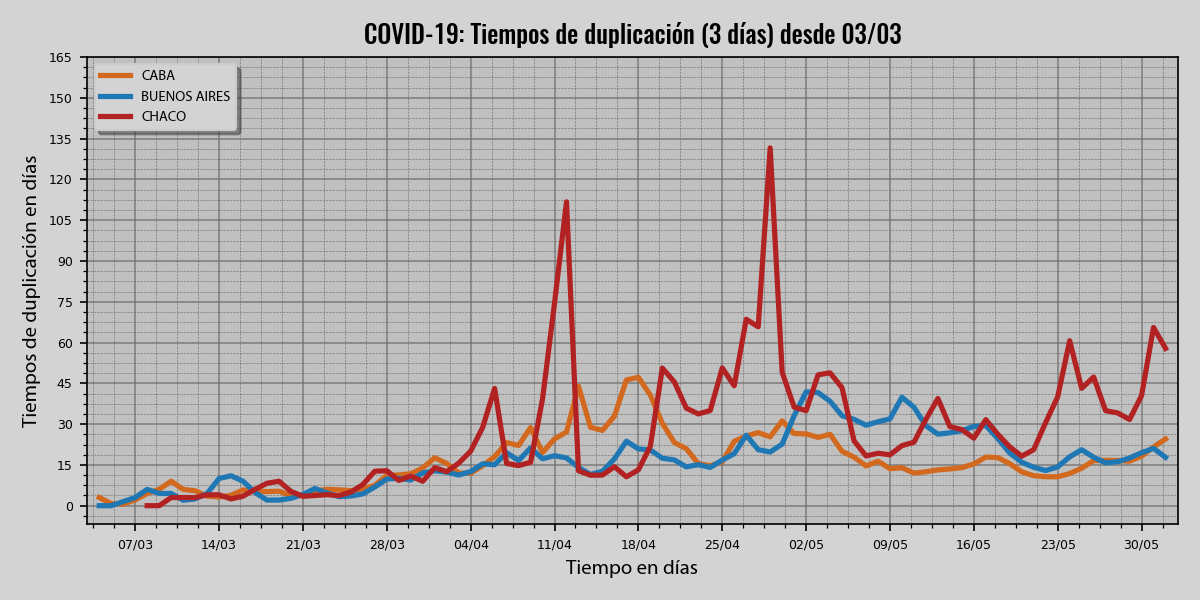 COVID-19: Tiempos de duplicación (3 días) desde 03/03
165
150
135
120
105
90
75
60
45
30
15
0
Tiempos de duplicación en días
CABA
BUENOS AIRES
CHACO
07/03 14/03 21/03 28/03 04/04 11/04 18/04 25/04 02/05 09/05 16/05 23/05 30/05
Tiempo en días